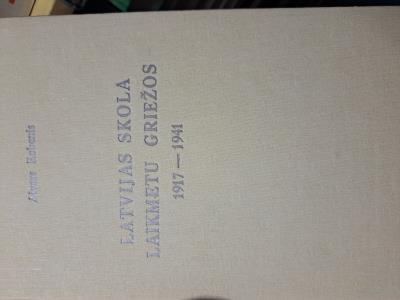 LATVIJAS SKOLA
LAIKMETU GRIEŽOS
1917 — 1941